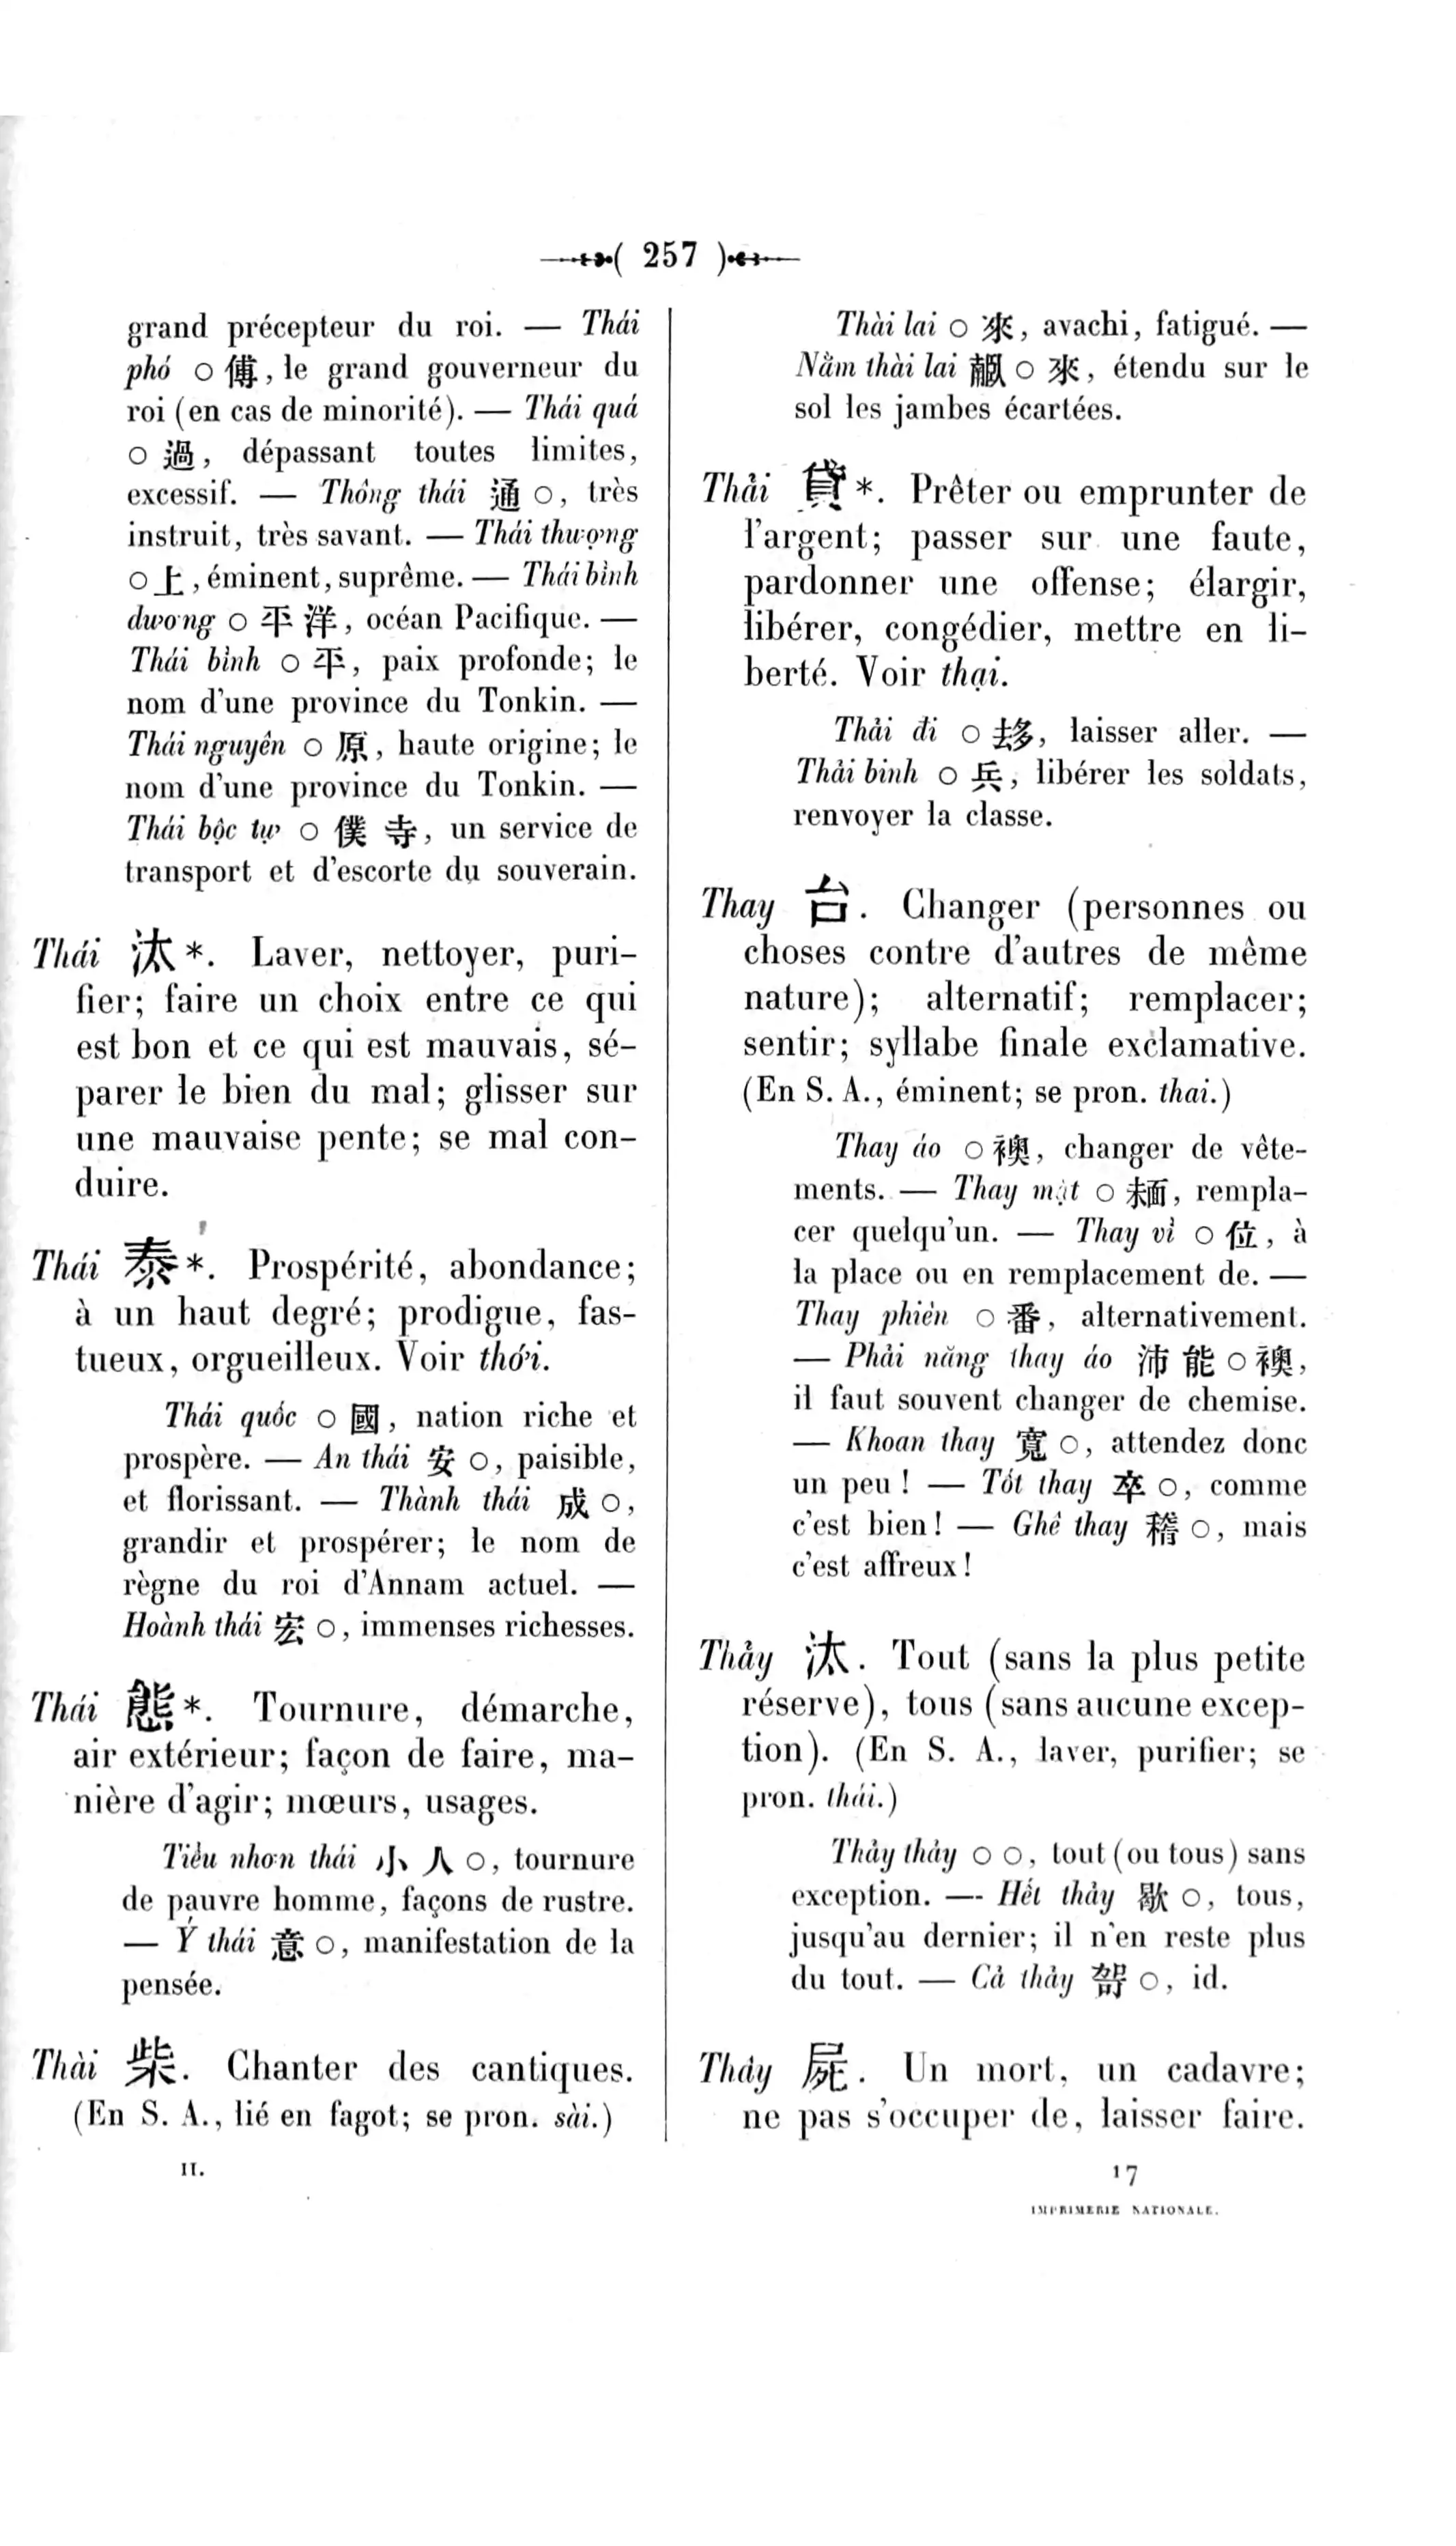 ( 257 )
grand précepteur du roi. — Thái
phó ○ 傅, le grand gouverneur du
roi (en cas de minorité). — Thái quá
○ 過, dépassant toutes limites,
excessif. — Thông thái 通 ○, très
instruit, très savant. — Thái thượng
○ 上, éminent, suprême. — Thái bình
dương ○ 平 洋, océan Pacifique. —
Thái bình ○ 平, paix profonde; le
nom d'une province du Tonkin. —
Thái nguyên ○ 原, haute origine; le
nom d'une province du Tonkin. —
Thái bộc tự ○ 僕 寺, un service de
transport et d'escorte du souverain.
Thái 汰*. Laver, nettoyer, puri-
fier; faire un choix entre ce qui
est bon et ce qui est mauvais, sé-
parer le bien du mal; glisser sur
une mauvaise pente; se mal con-
duire.
Thái 泰*. Prospérité, abondance;
à un haut degré; prodigue, fas-
tueux, orgueilleux. Voir thới.
Thái quốc ○ 國, nation riche et
prospère. — An thái 安 ○, paisible,
et florissant. — Thành thái 成 ○,
grandir et prospérer; le nom de
règne du roi d'Annam actuel. —
Hoành thái 宏 ○, immenses richesses.
Thái 態*. Tournure, démarche,
air extérieur; façon de faire, ma-
nière d'agir; mœurs, usages.
Tiểu nhơn thái 小 人 ○, tournure
de pauvre homme, façons de rustre.
— Ý thái 意 ○, manifestation de la
pensée.
Thài 柴. Chanter des cantiques.
(En S. A., lié en fagot; se pron. sài.)
II.
Thài lai ○ 來, avachi, fatigué. —
Nằm thài lai ○ 來, étendu sur le
sol les jambes écartées.
Thải 貸*. Prêter ou emprunter de
l'argent; passer sur une faute,
pardonner une offense; élargir,
libérer, congédier, mettre en li-
berté. Voir thại.
Thải đi ○ 𠫾, laisser aller. —
Thải binh ○ 兵, libérer les soldats,
renvoyer la classe.
Thay 台. Changer (personnes ou
choses contre d'autres de même
nature); alternatif; remplacer;
sentir; syllabe finale exclamative.
(En S. A., éminent; se pron. thai.)
Thay áo ○ 襖, changer de vête-
ments. — Thay mặt ○ 𩈘, rempla-
cer quelqu'un. — Thay vì ○ 位, à
la place ou en remplacement de. —
Thay phiên ○ 番, alternativement.
— Phải năng thay áo 沛 能 ○ 襖,
il faut souvent changer de chemise.
— Khoan thay 寬 ○, attendez donc
un peu ! — Tốt thay 卒 ○, comme
c'est bien ! — Ghê thay 稽 ○, mais
c'est affreux !
Thảy 汰. Tout (sans la plus petite
réserve), tous (sans aucune excep-
tion). (En S. A., laver, purifier; se
pron. thái.)
Thảy thảy ○ ○, tout (ou tous) sans
exception. — Hết thảy 歇 ○, tous,
jusqu'au dernier; il n'en reste plus
du tout. — Cả thảy ○, id.
Thây 屍. Un mort, un cadavre;
ne pas s'occuper de, laisser faire.
17
IMPRIMERIE NATIONALE.